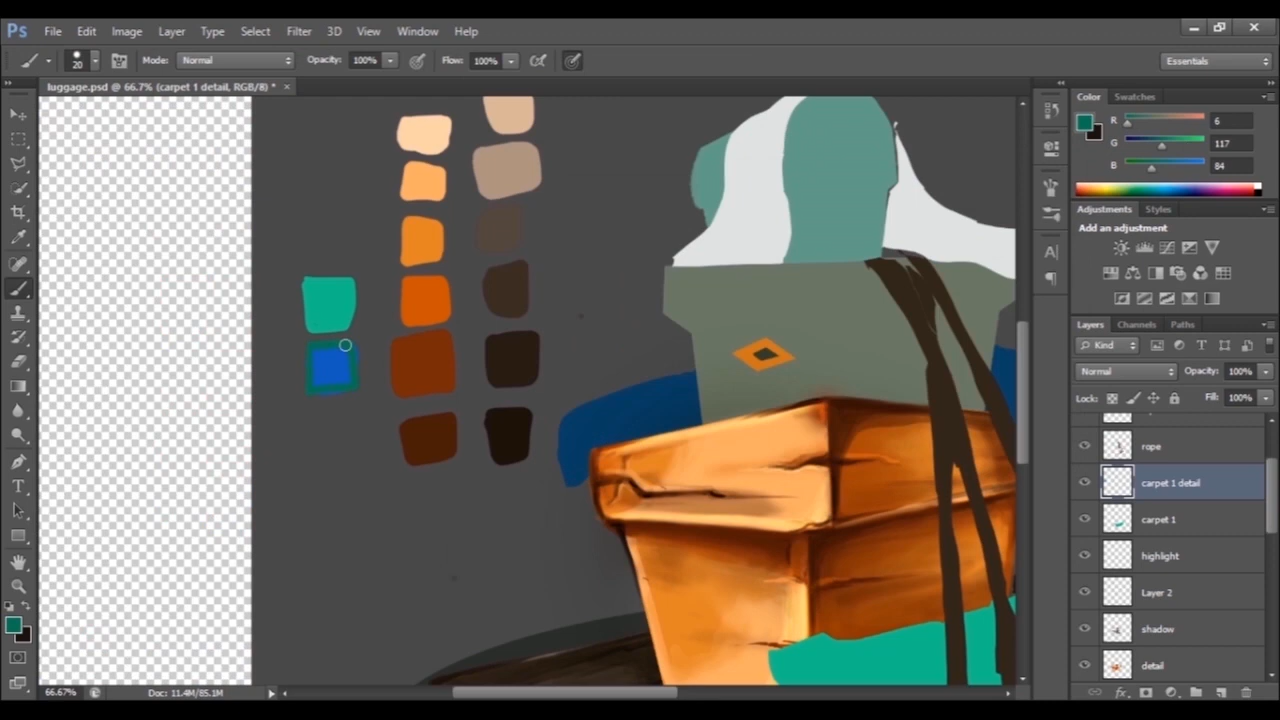 Ps File Edit Image Layer Type Select Filter 3D View Window Help
20 Mode: Normal Opacity: 100% Flow: 100% Essentials
luggage.psd @ 66.7% (carpet 1 detail, RGB/8) * ×
Color Swatches
R 6
G 117
B 84
Adjustments Styles
Add an adjustment
Layers Channels Paths
Kind
Normal Opacity: 100%
Lock: Fill: 100%
rope
carpet 1 detail
carpet 1
highlight
Layer 2
shadow
detail
66.67% Doc: 11.4M/85.1M